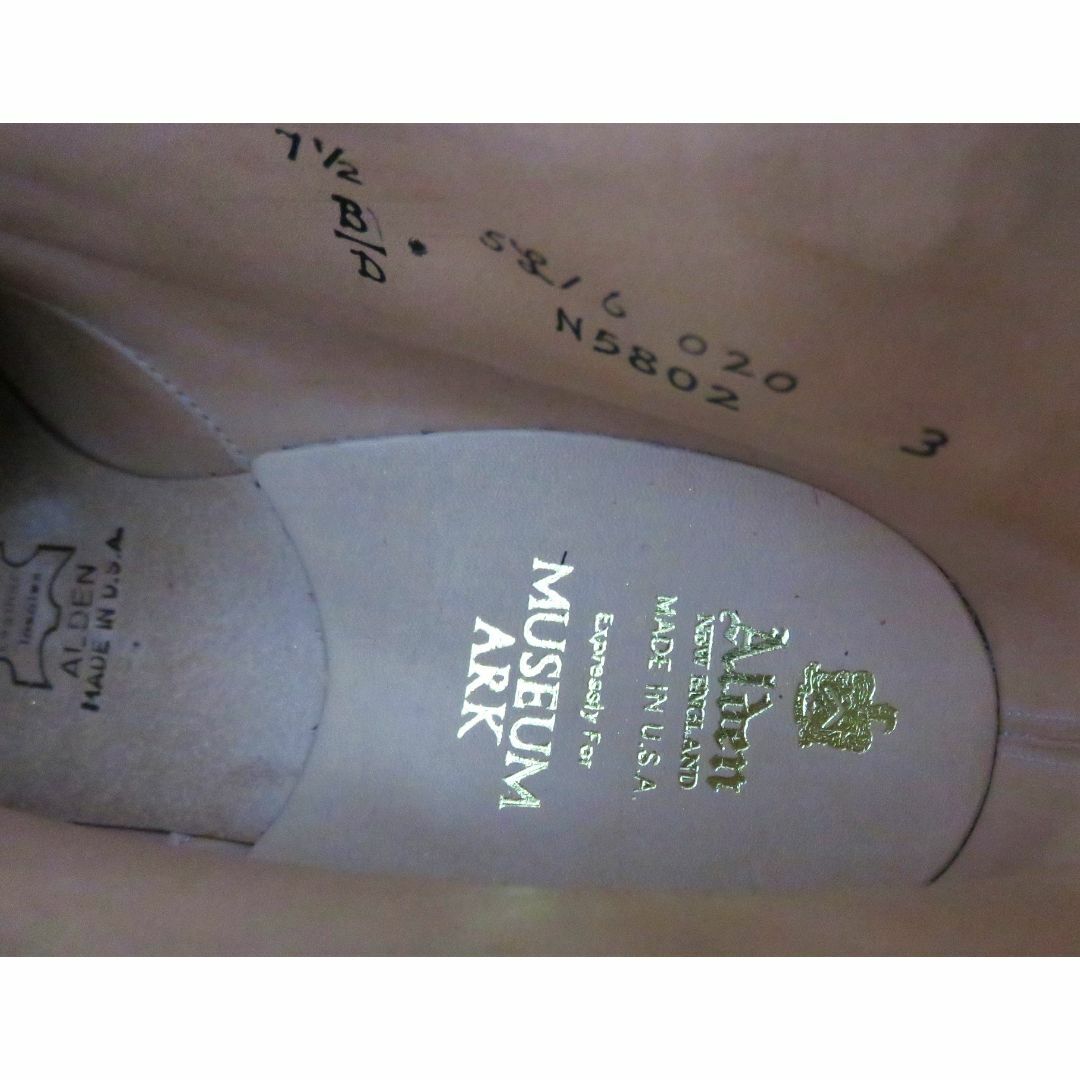 7 1/2 B/A
5816 020
N5802
3
Alden
NEW ENGLAND
MADE IN U.S.A.
Expressly For
MUSEUM
ARK
ALDEN
MADE IN U.S.A